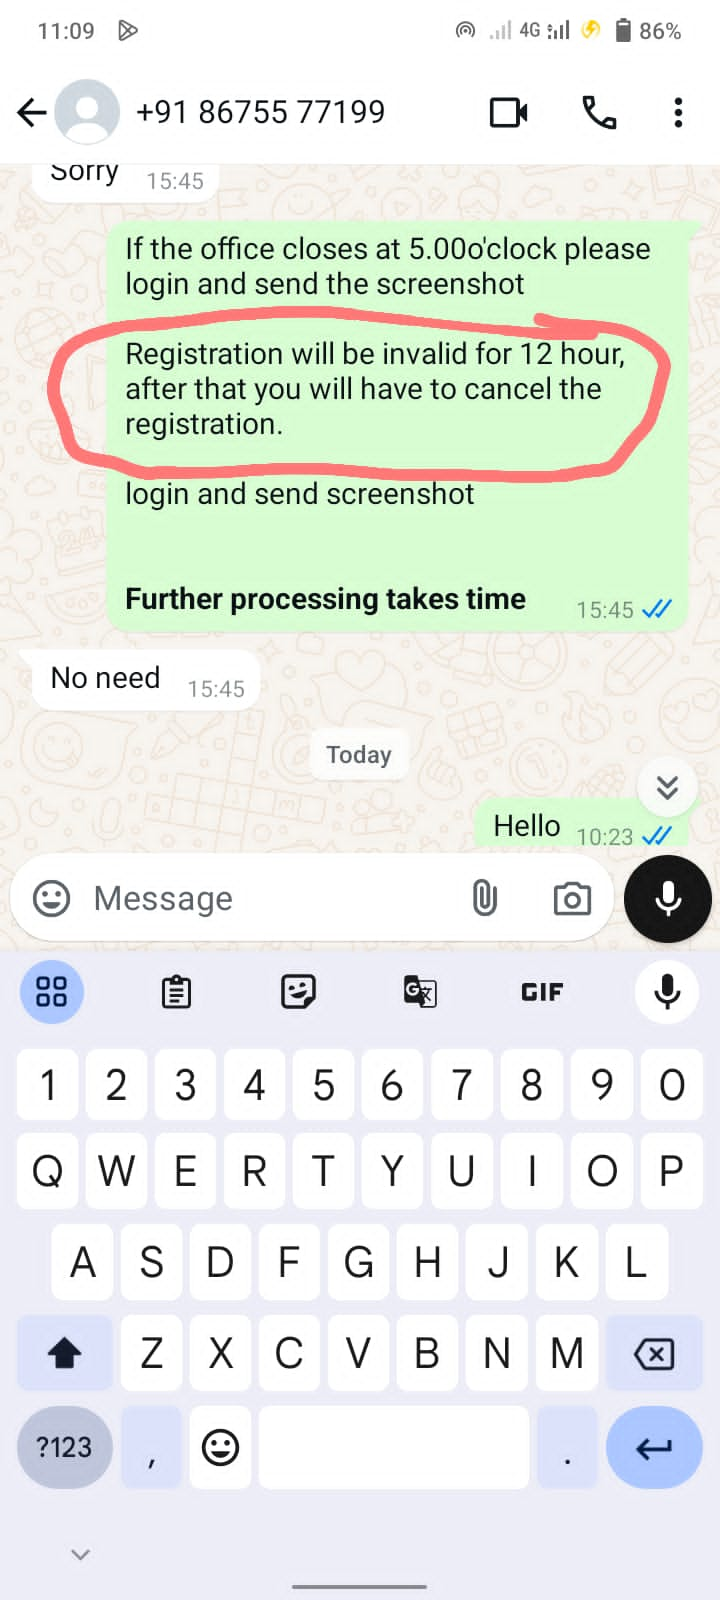 11:09
4G
86%
+91 86755 77199
Sorry 15:45
If the office closes at 5.00o'clock please
login and send the screenshot
Registration will be invalid for 12 hour,
after that you will have to cancel the
registration.
login and send screenshot
Further processing takes time 15:45
No need 15:45
Today
Hello 10:23
Message
GIF
1 2 3 4 5 6 7 8 9 0
Q W E R T Y U I O P
A S D F G H J K L
Z X C V B N M
?123 , .